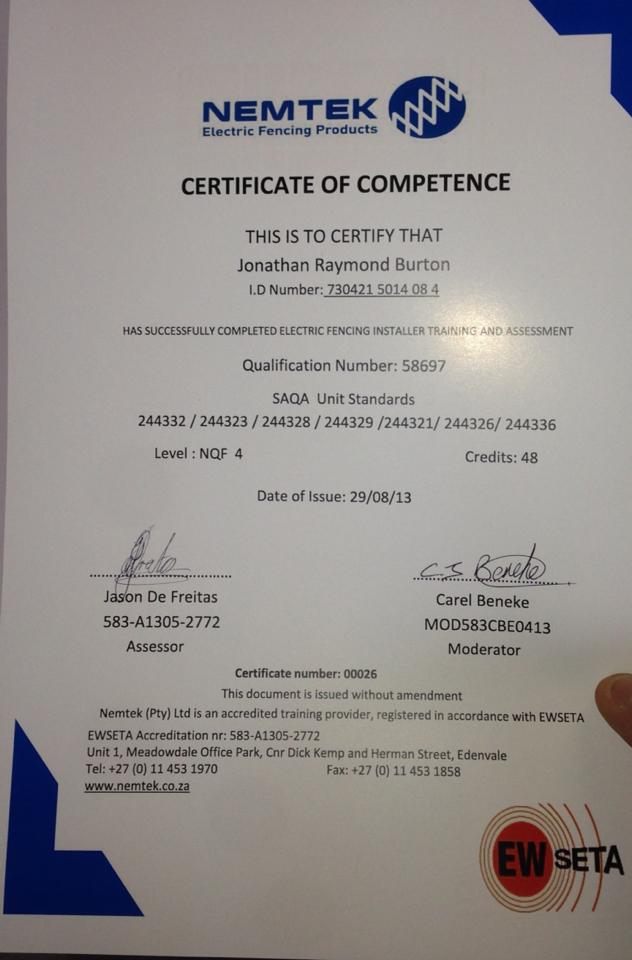 NEMTEK
Electric Fencing Products
CERTIFICATE OF COMPETENCE
THIS IS TO CERTIFY THAT
Jonathan Raymond Burton
I.D Number: 730421 5014 08 4
HAS SUCCESSFULLY COMPLETED ELECTRIC FENCING INSTALLER TRAINING AND ASSESSMENT
Qualification Number: 58697
SAQA Unit Standards
244332 / 244323 / 244328 / 244329 /244321/ 244326/ 244336
Level : NQF 4 Credits: 48
Date of Issue: 29/08/13
CJ Beneke
Jason De Freitas Carel Beneke
583-A1305-2772 MOD583CBE0413
Assessor Moderator
Certificate number: 00026
This document is issued without amendment
Nemtek (Pty) Ltd is an accredited training provider, registered in accordance with EWSETA
EWSETA Accreditation nr: 583-A1305-2772
Unit 1, Meadowdale Office Park, Cnr Dick Kemp and Herman Street, Edenvale
Tel: +27 (0) 11 453 1970 Fax: +27 (0) 11 453 1858
www.nemtek.co.za
EWSETA